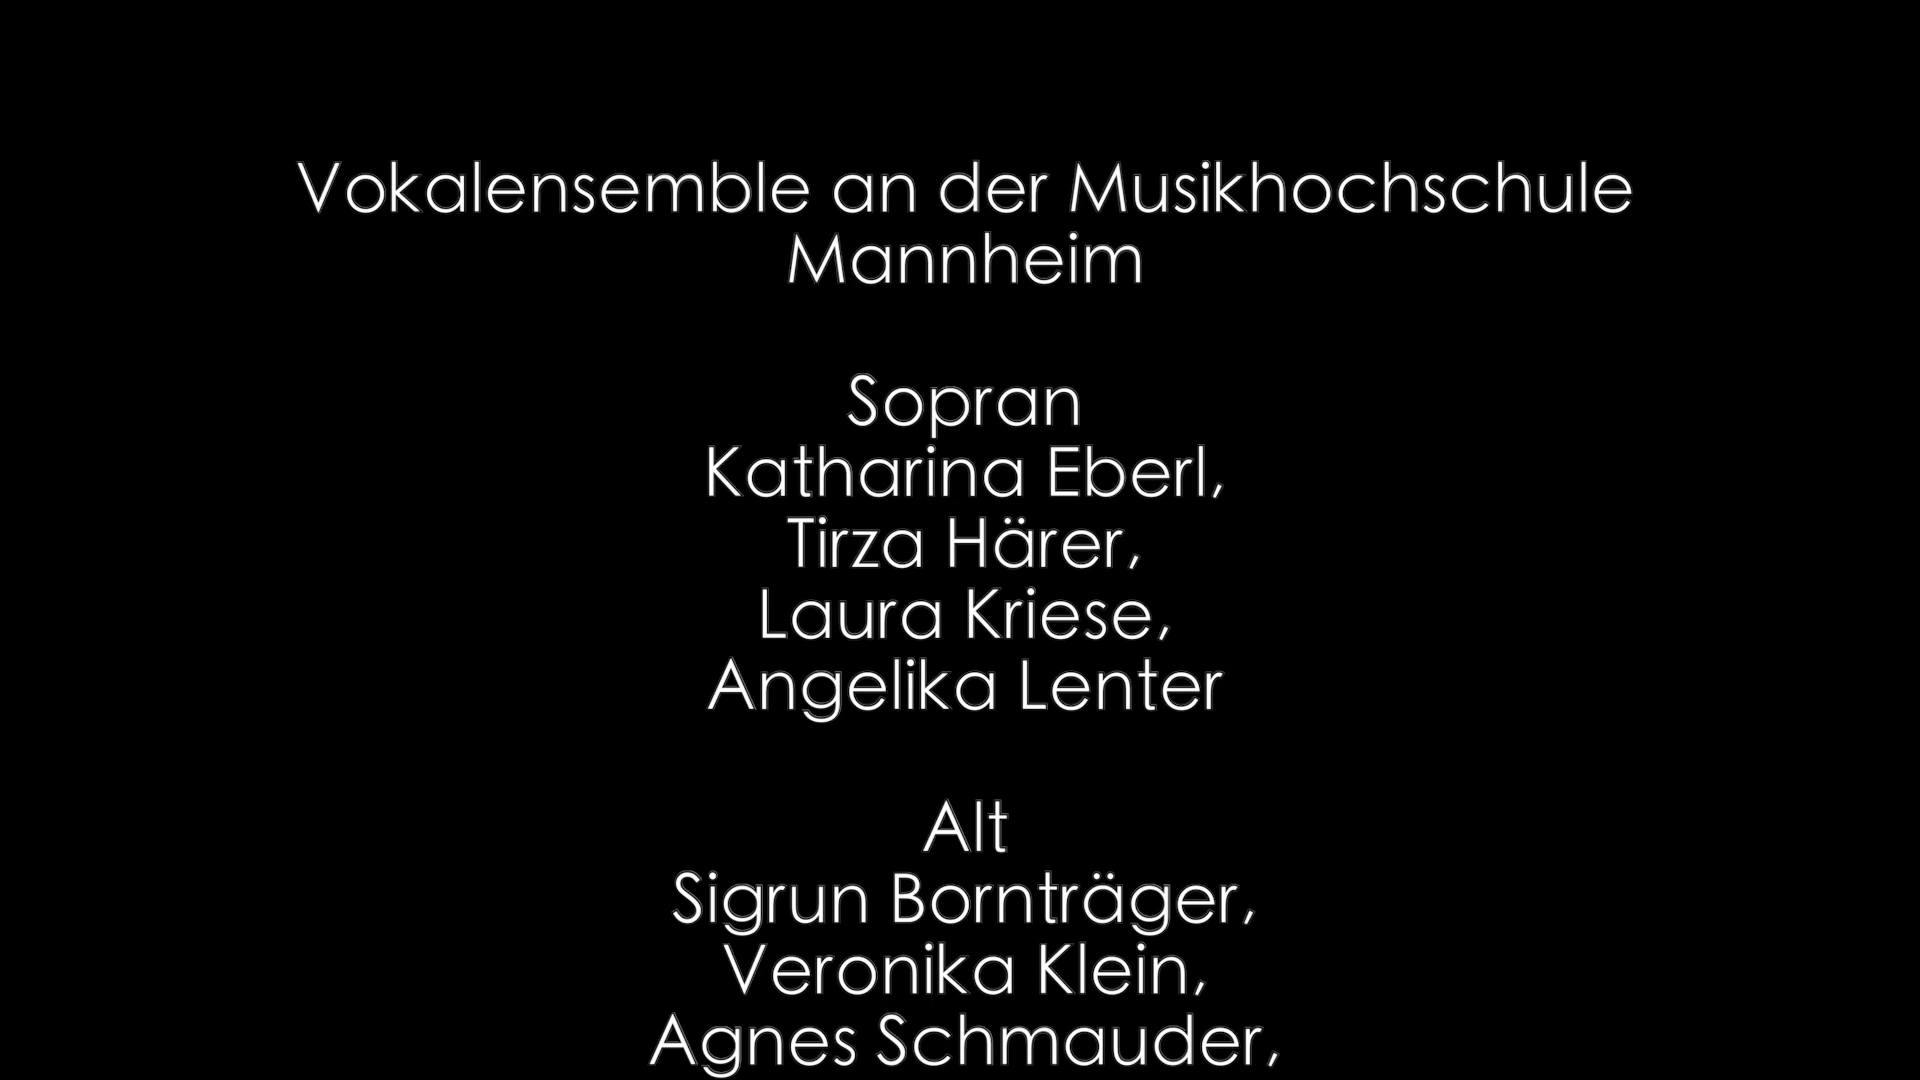 Vokalensemble an der Musikhochschule
Mannheim
Sopran
Katharina Eberl,
Tirza Härer,
Laura Kriese,
Angelika Lenter
Alt
Sigrun Bornträger,
Veronika Klein,
Agnes Schmauder,